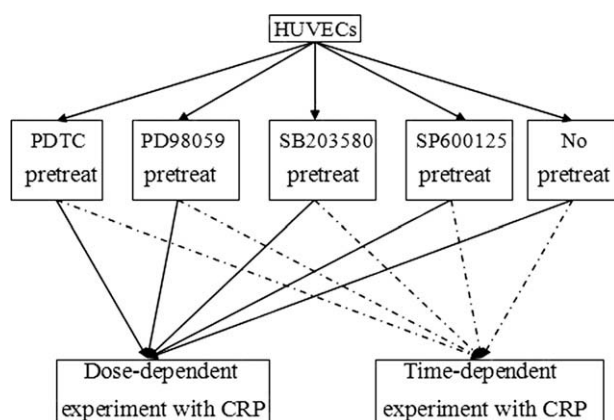 HUVECs
PDTC
pretreat
PD98059
pretreat
SB203580
pretreat
SP600125
pretreat
No
pretreat
Dose-dependent
experiment with CRP
Time-dependent
experiment with CRP